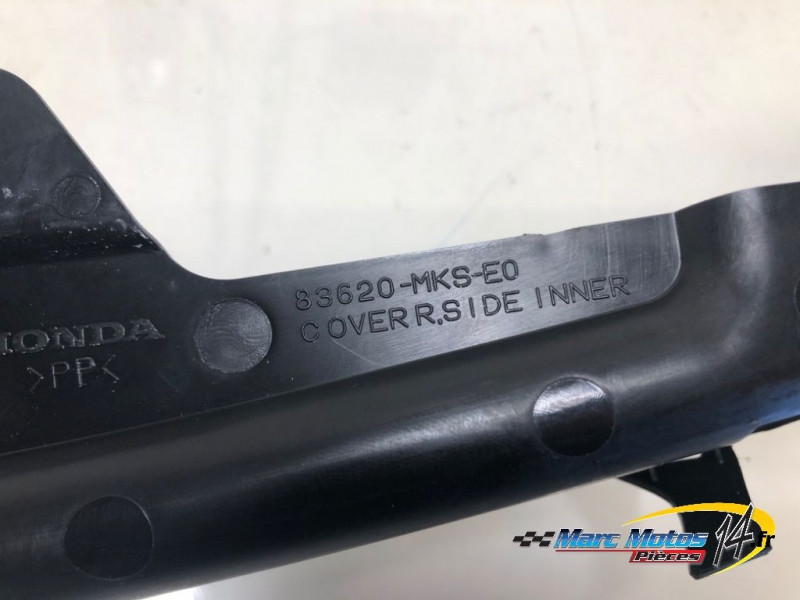 83620-MKS-E0
COVER R,SIDE INNER
HONDA
>PP<
Marc Motos 14.fr
Pièces